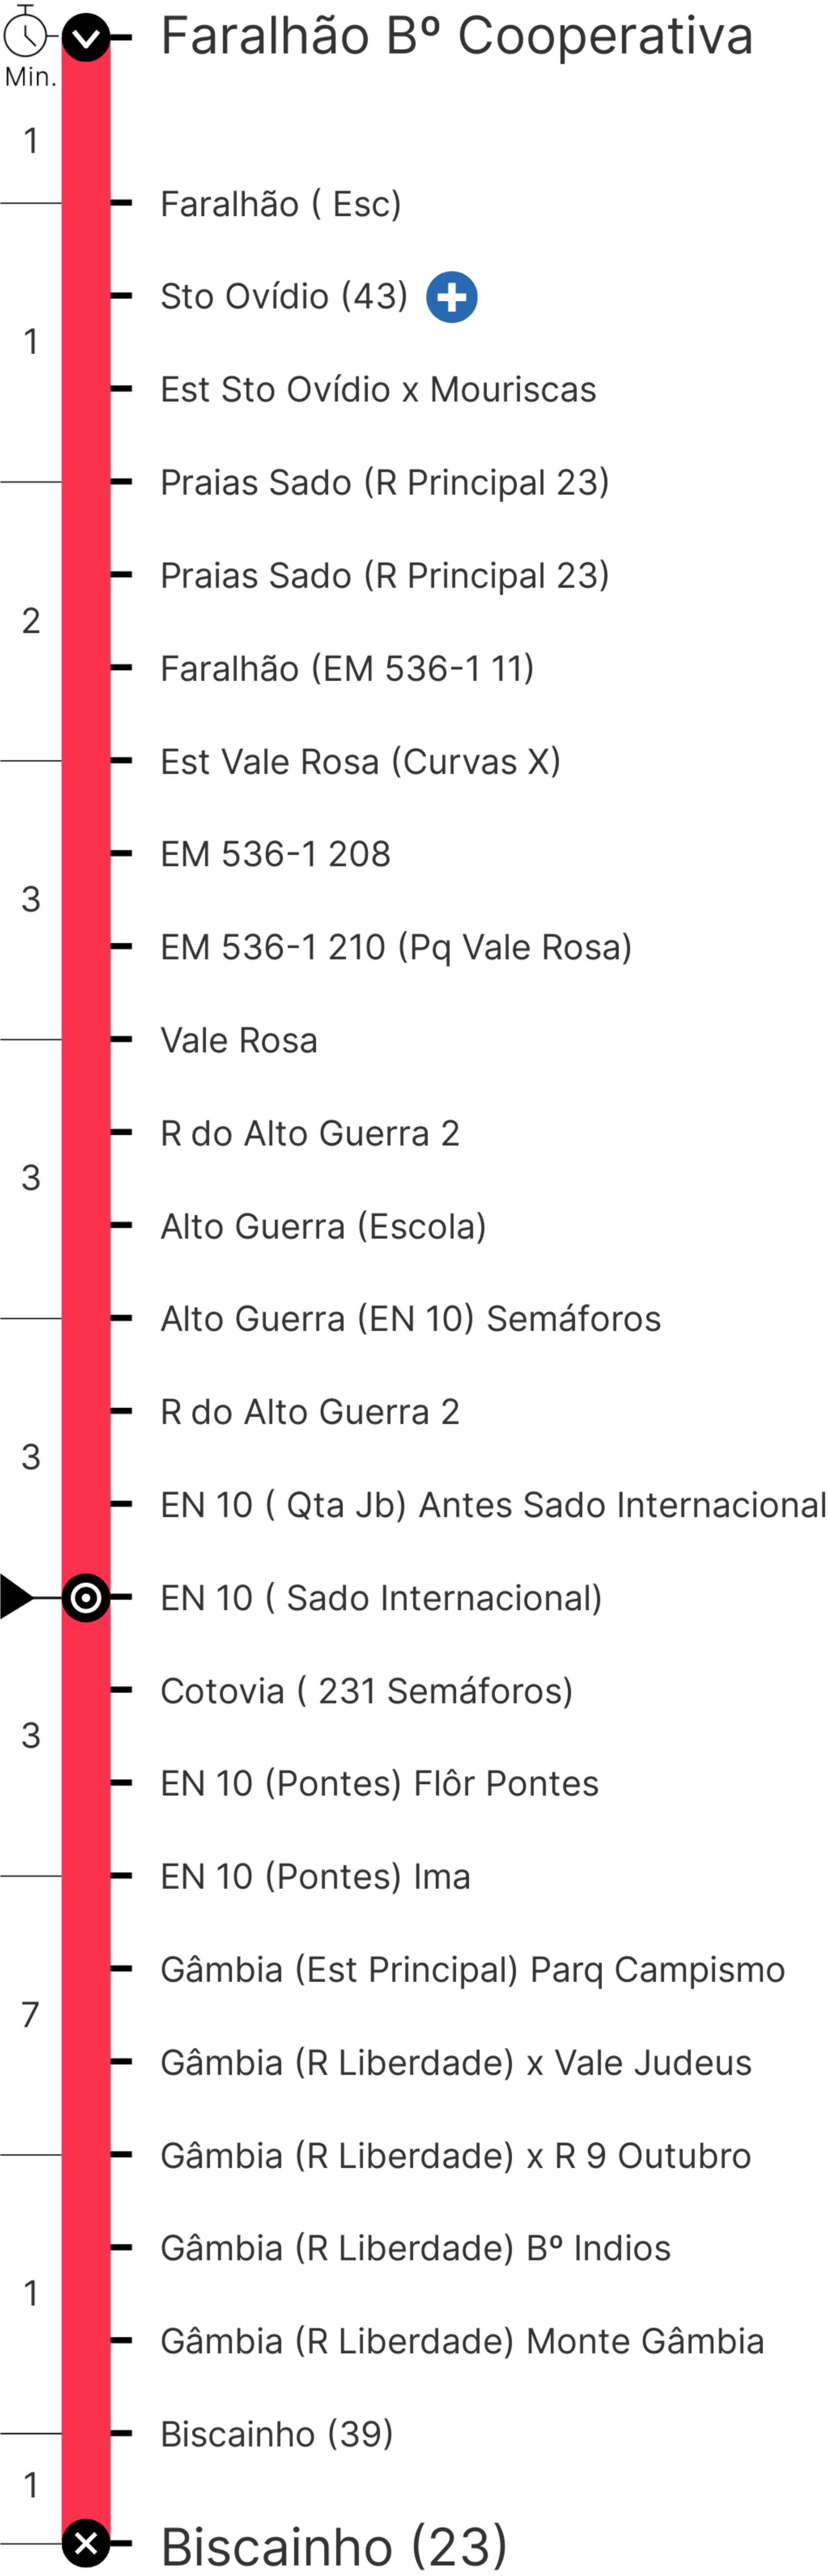 Faralhão Bº Cooperativa
Min.
1
Faralhão ( Esc)
Sto Ovídio (43)
1
Est Sto Ovídio x Mouriscas
Praias Sado (R Principal 23)
Praias Sado (R Principal 23)
2
Faralhão (EM 536-1 11)
Est Vale Rosa (Curvas X)
EM 536-1 208
3
EM 536-1 210 (Pq Vale Rosa)
Vale Rosa
R do Alto Guerra 2
3
Alto Guerra (Escola)
Alto Guerra (EN 10) Semáforos
R do Alto Guerra 2
3
EN 10 ( Qta Jb) Antes Sado Internacional
EN 10 ( Sado Internacional)
Cotovia ( 231 Semáforos)
3
EN 10 (Pontes) Flôr Pontes
EN 10 (Pontes) Ima
Gâmbia (Est Principal) Parq Campismo
7
Gâmbia (R Liberdade) x Vale Judeus
Gâmbia (R Liberdade) x R 9 Outubro
Gâmbia (R Liberdade) Bº Indios
1
Gâmbia (R Liberdade) Monte Gâmbia
Biscainho (39)
1
Biscainho (23)